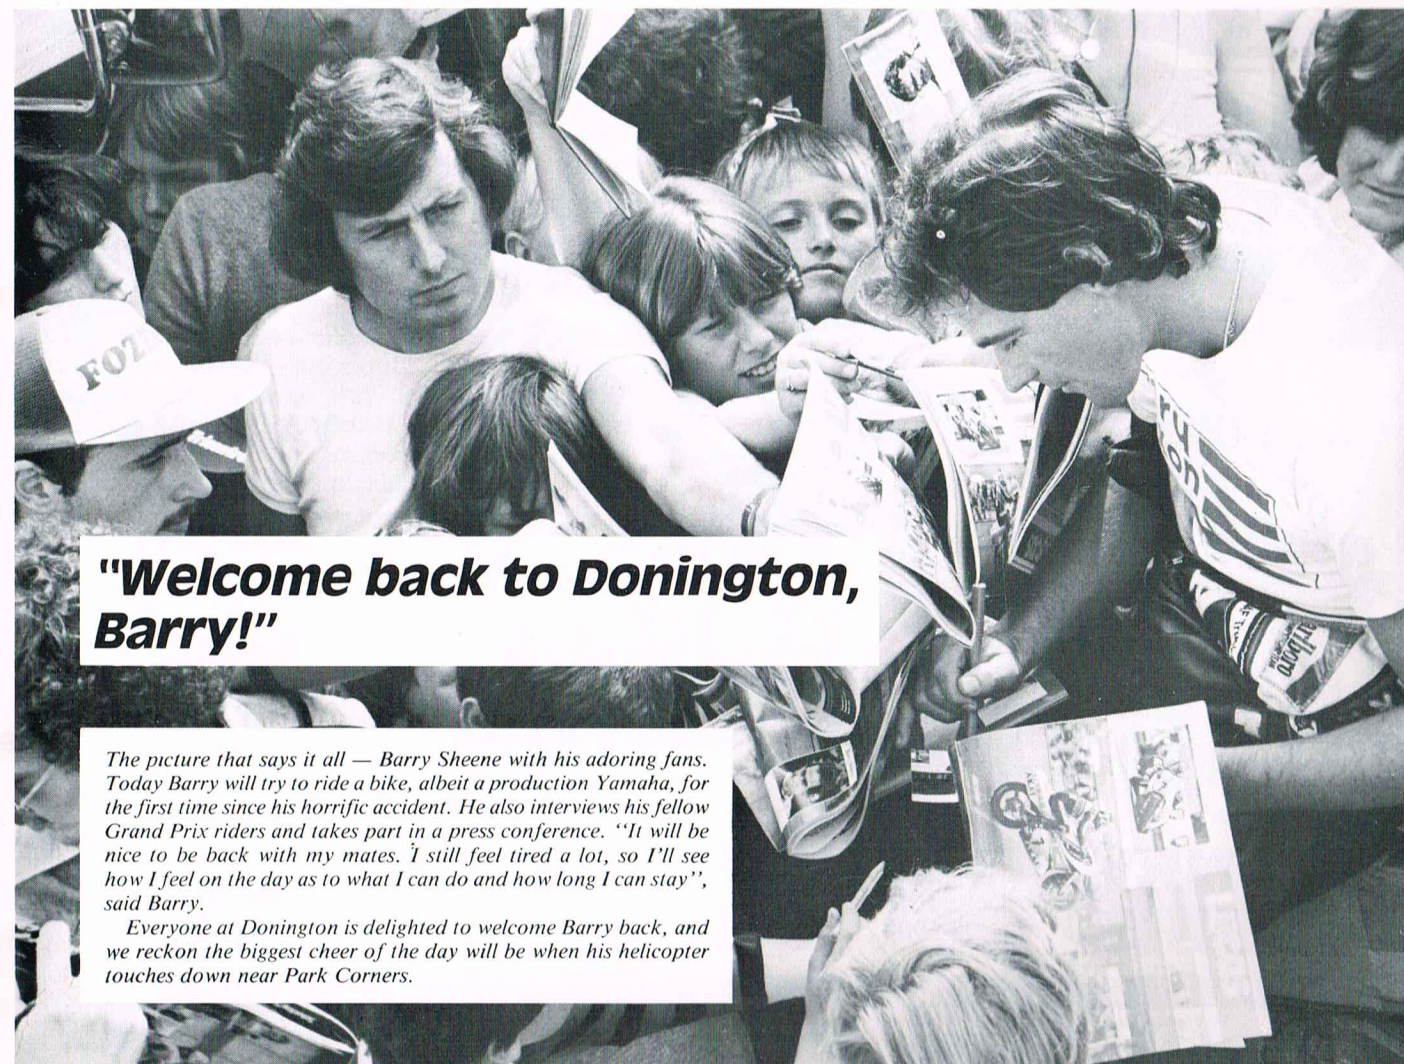 FOZ
ru
on
Marlboro
"Welcome back to Donington,
Barry!"
The picture that says it all — Barry Sheene with his adoring fans.
Today Barry will try to ride a bike, albeit a production Yamaha, for
the first time since his horrific accident. He also interviews his fellow
Grand Prix riders and takes part in a press conference. "It will be
nice to be back with my mates. I still feel tired a lot, so I'll see
how I feel on the day as to what I can do and how long I can stay",
said Barry.
Everyone at Donington is delighted to welcome Barry back, and
we reckon the biggest cheer of the day will be when his helicopter
touches down near Park Corners.